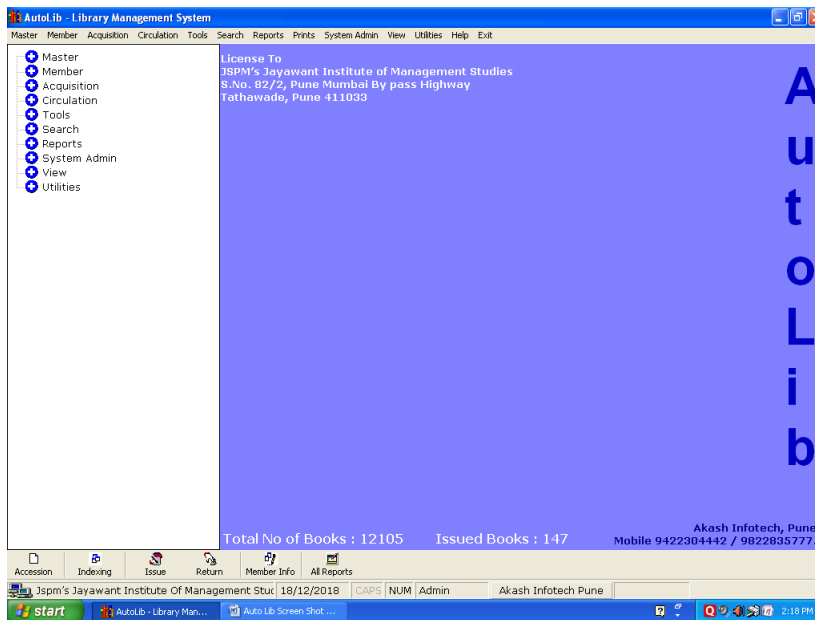 AutoLib - Library Management System
Master Member Acquisition Circulation Tools Search Reports Prints System Admin View Utilities Help Exit
Master
Member
Acquisition
Circulation
Tools
Search
Reports
System Admin
View
Utilities
License To
JSPM's Jayawant Institute of Management Studies
S.No. 82/2, Pune Mumbai By pass Highway
Tathawade, Pune 411033
A
u
t
o
L
i
b
Total No of Books : 12105 Issued Books : 147
Akash Infotech, Pune
Mobile 9422304442 / 9822835777.
Accession Indexing Issue Return Member Info All Reports
Jspm's Jayawant Institute Of Management Stuc 18/12/2018 CAPS NUM Admin Akash Infotech Pune
start AutoLib - Library Man... Auto Lib Screen Shot ... 2:18 PM